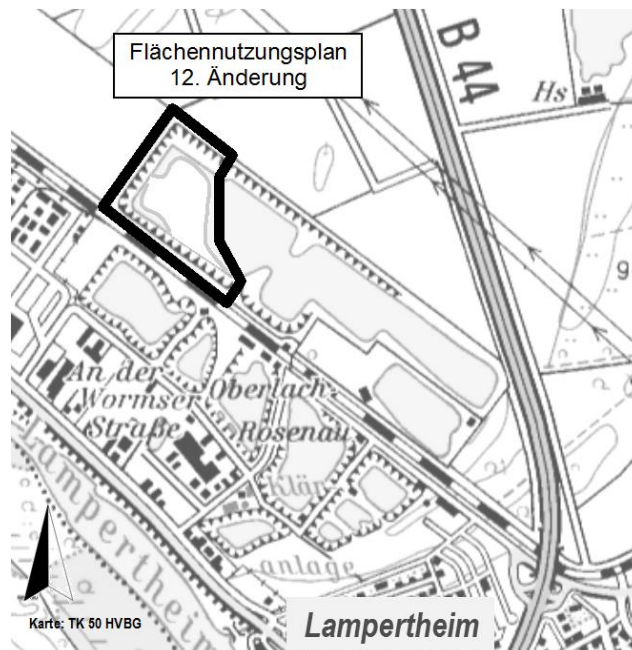 Flächennutzungsplan
12. Änderung
B 44
Hs
9
An der
Wormser
Straße
Oberlach-
Rosenau
Klär
anlage
Lampertheim
Karte: TK 50 HVBG
Lampertheim